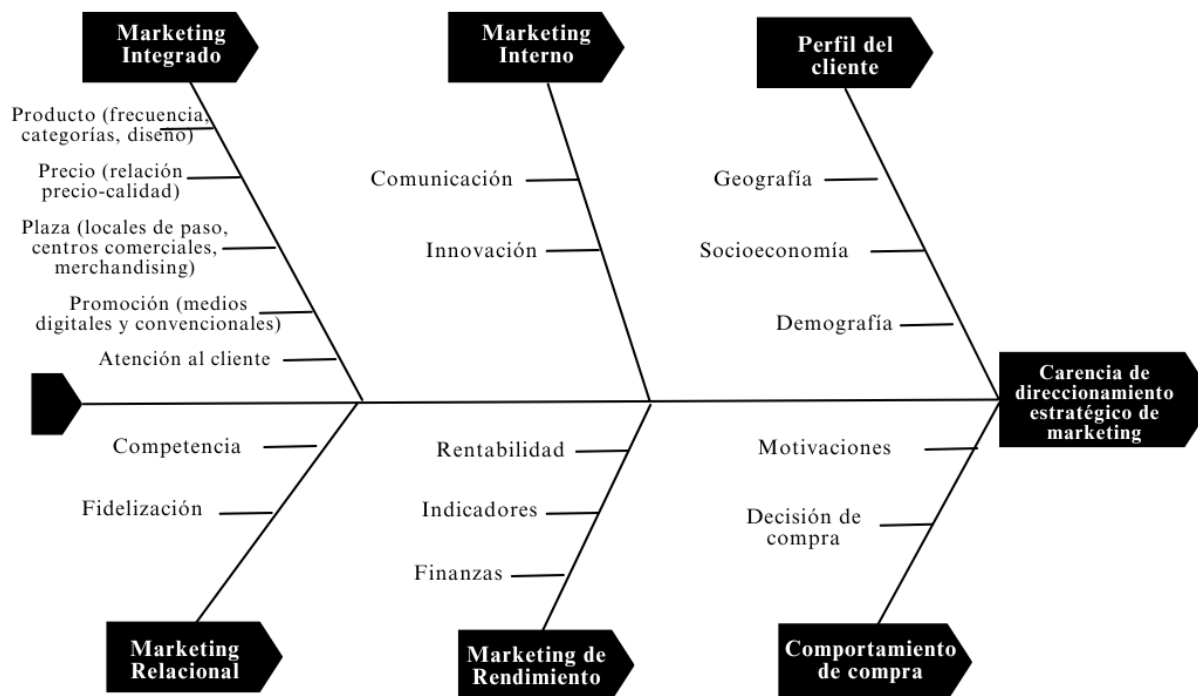 Marketing
Integrado
Marketing
Interno
Perfil del
cliente
Producto (frecuencia,
categorías, diseño)
Precio (relación
precio-calidad)
Plaza (locales de paso,
centros comerciales,
merchandising)
Promoción (medios
digitales y convencionales)
Atención al cliente
Comunicación
Innovación
Geografía
Socioeconomía
Demografía
Carencia de
direccionamiento
estratégico de
marketing
Competencia
Fidelización
Rentabilidad
Indicadores
Finanzas
Motivaciones
Decisión de
compra
Marketing
Relacional
Marketing de
Rendimiento
Comportamiento
de compra